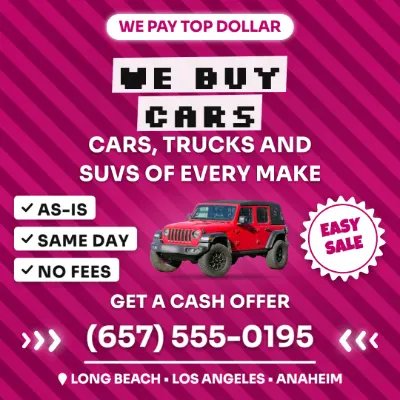 WE PAY TOP DOLLAR
WE BUY
CARS
CARS, TRUCKS AND
SUVS OF EVERY MAKE
✓ AS-IS
✓ SAME DAY
✓ NO FEES
EASY
SALE
GET A CASH OFFER
(657) 555-0195
LONG BEACH • LOS ANGELES • ANAHEIM